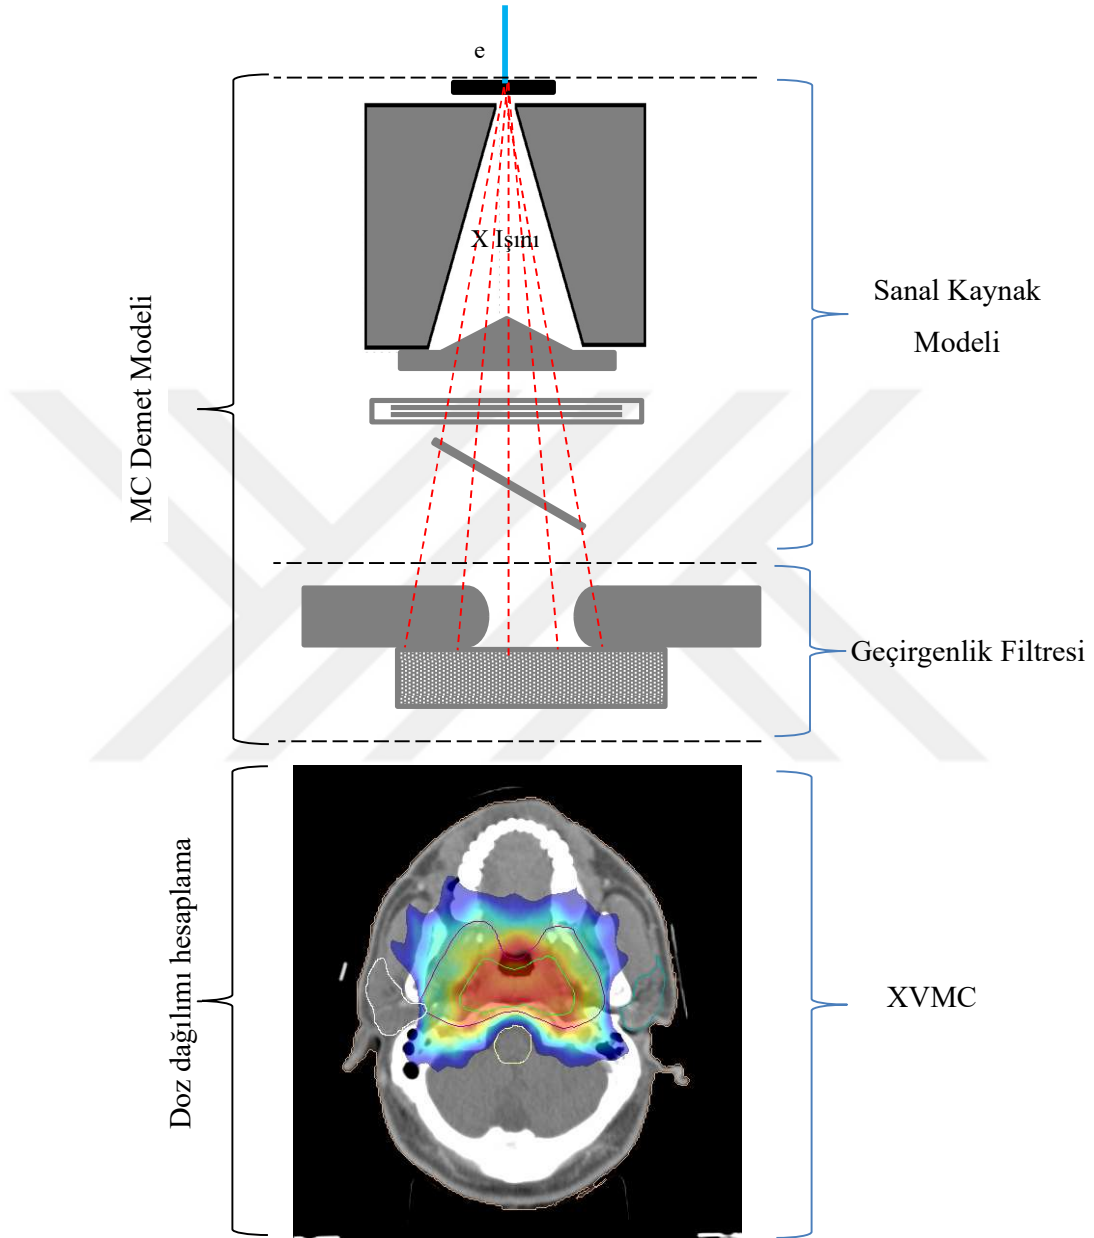 e
X Işını
MC Demet Modeli
Sanal Kaynak
Modeli
Geçirgenlik Filtresi
Doz dağılımı hesaplama
XVMC